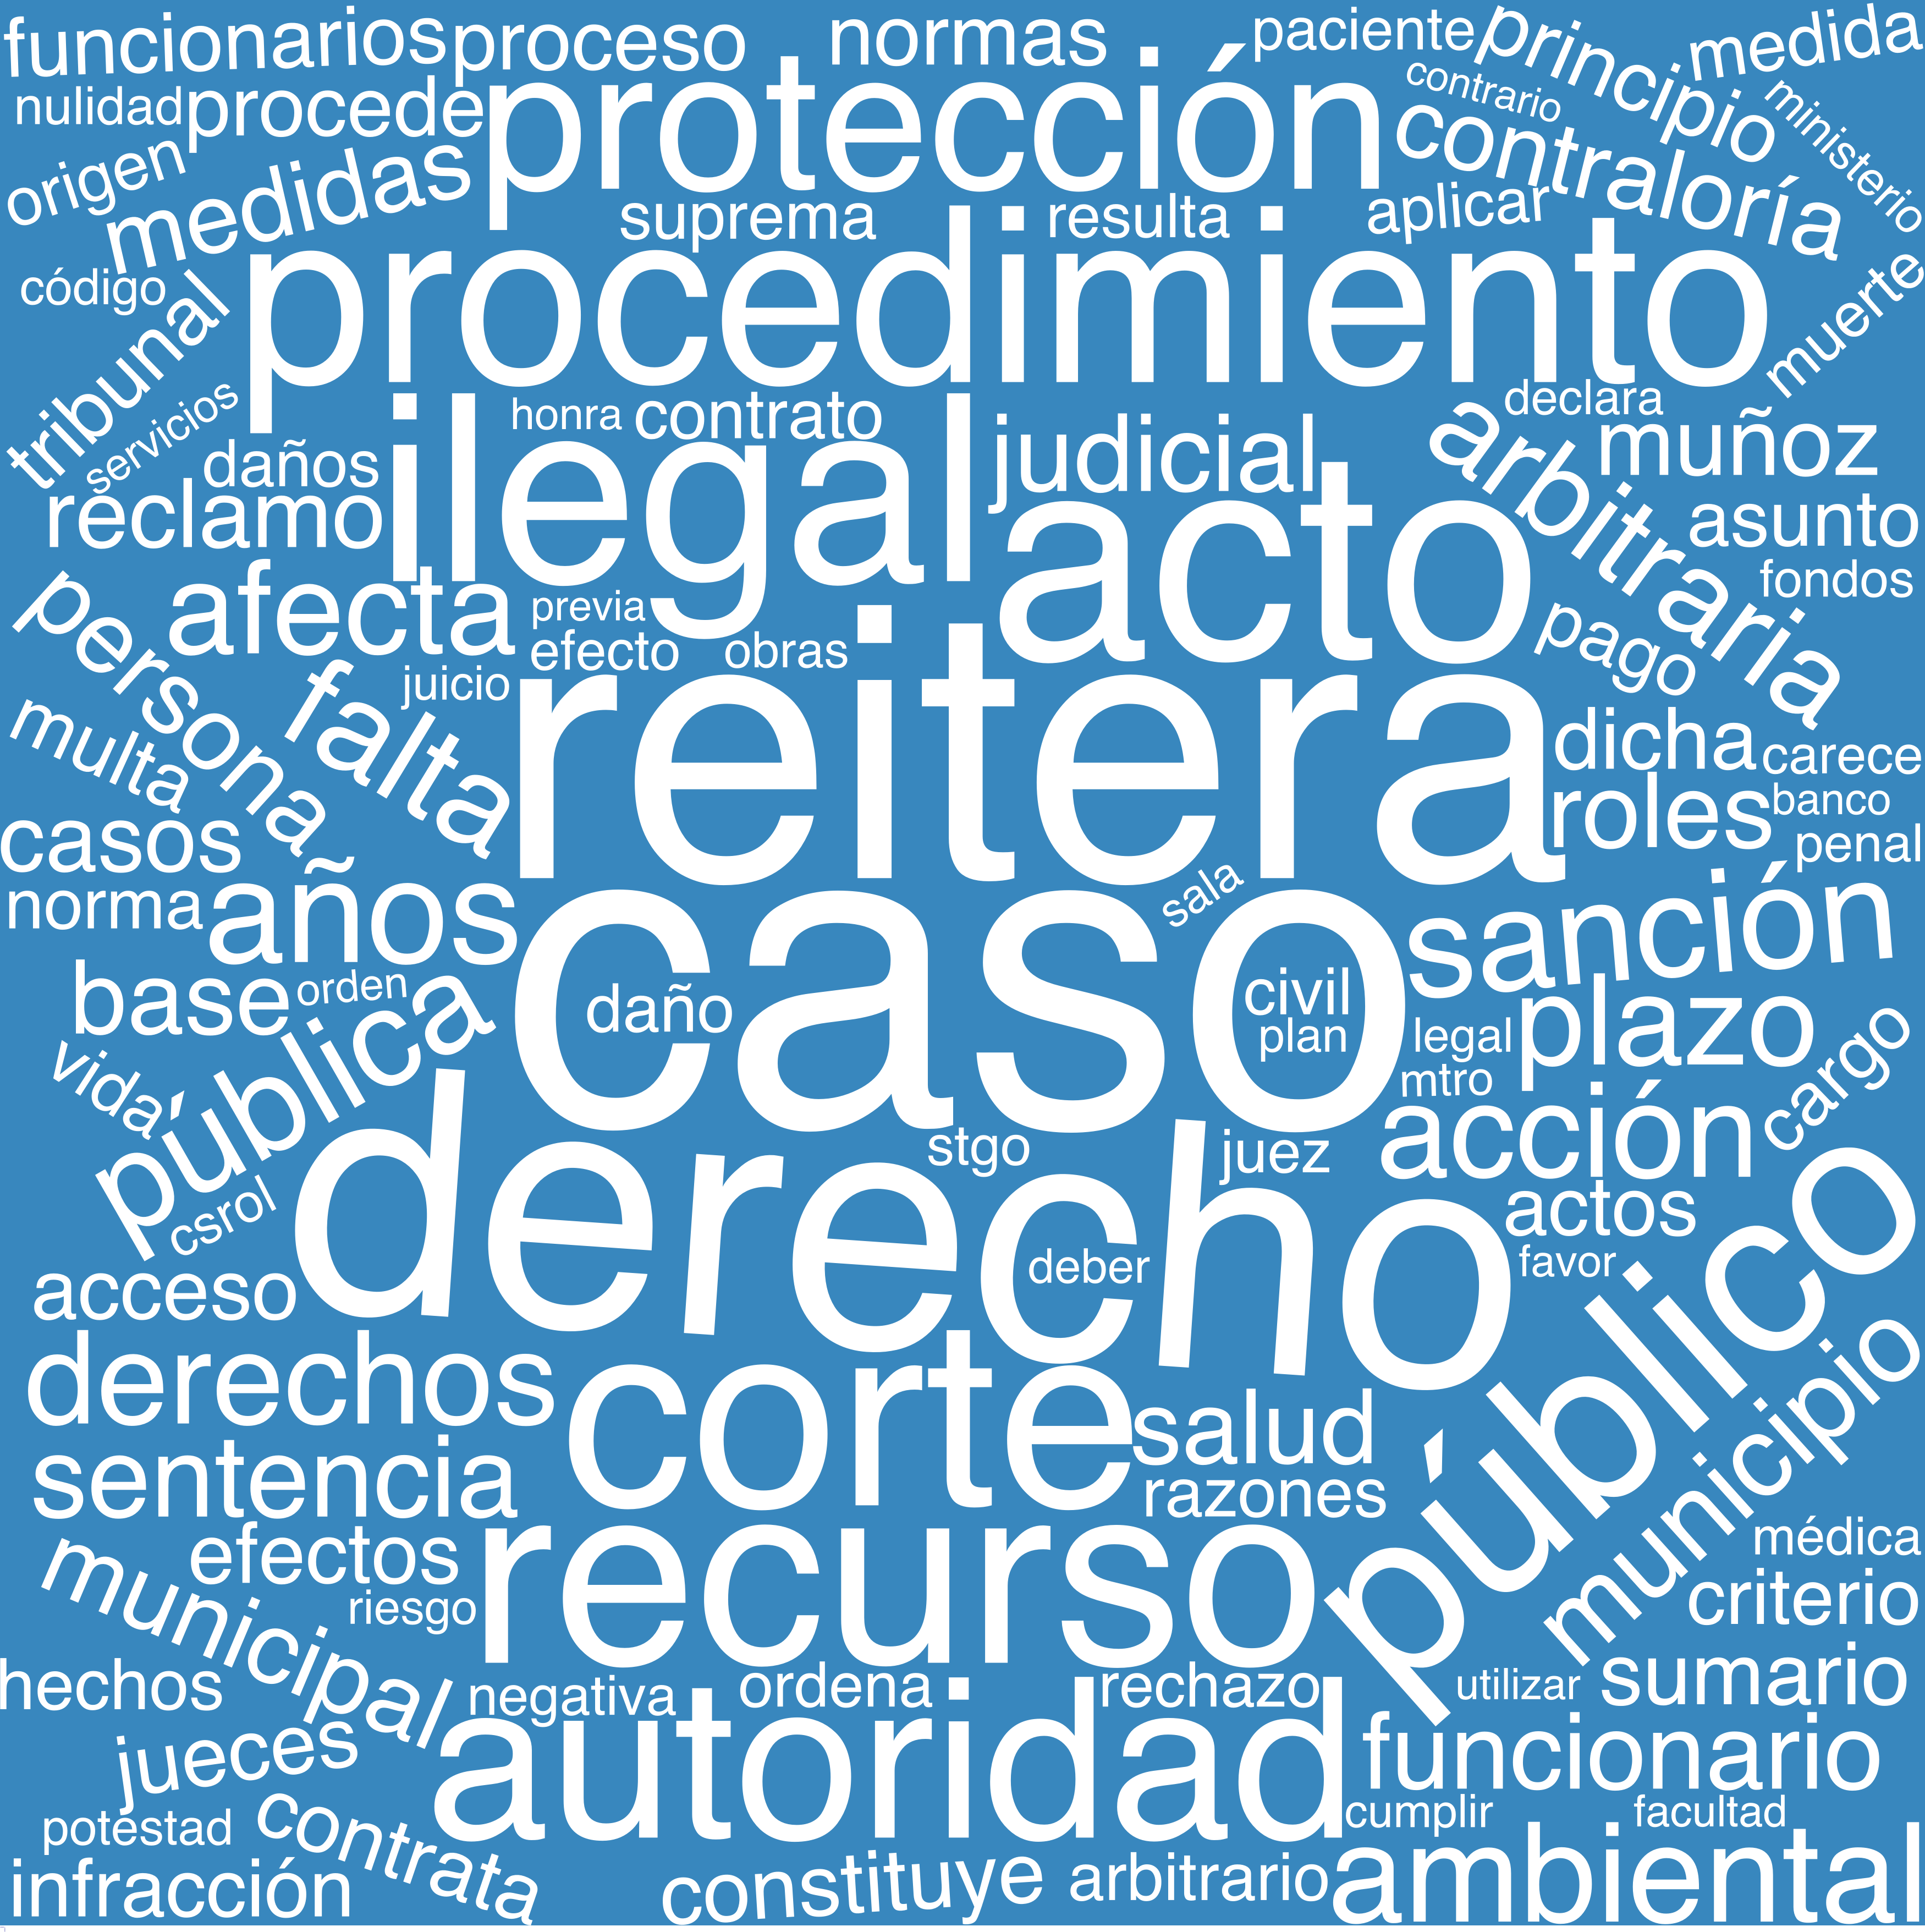 funcionarios proceso normas paciente principio medida
nulidad procede protección contrario contraloría ministerio
origen medidas suprema resulta aplicar
código procedimiento muerte
tribunal servicios honra contrato judicial declara
daños ilegal arbitraria muñoz
reclamo acto asunto
afecta previa fondos
persona efecto obras pago
juicio falta reitera dicha carece
multa roles banco
casos penal
norma años caso sala sanción
base orden daño civil
pública plan legal plazo
vida mtro cargo
derecho stgo juez acción
csrol actos
acceso deber favor público
derechos corte salud municipio
sentencia razones
efectos recurso médica
municipal riesgo criterio
hechos negativa ordena rechazo utilizar sumario
jueces autoridad funcionario
potestad contrata cumplir facultad
infracción constituye arbitrario ambiental